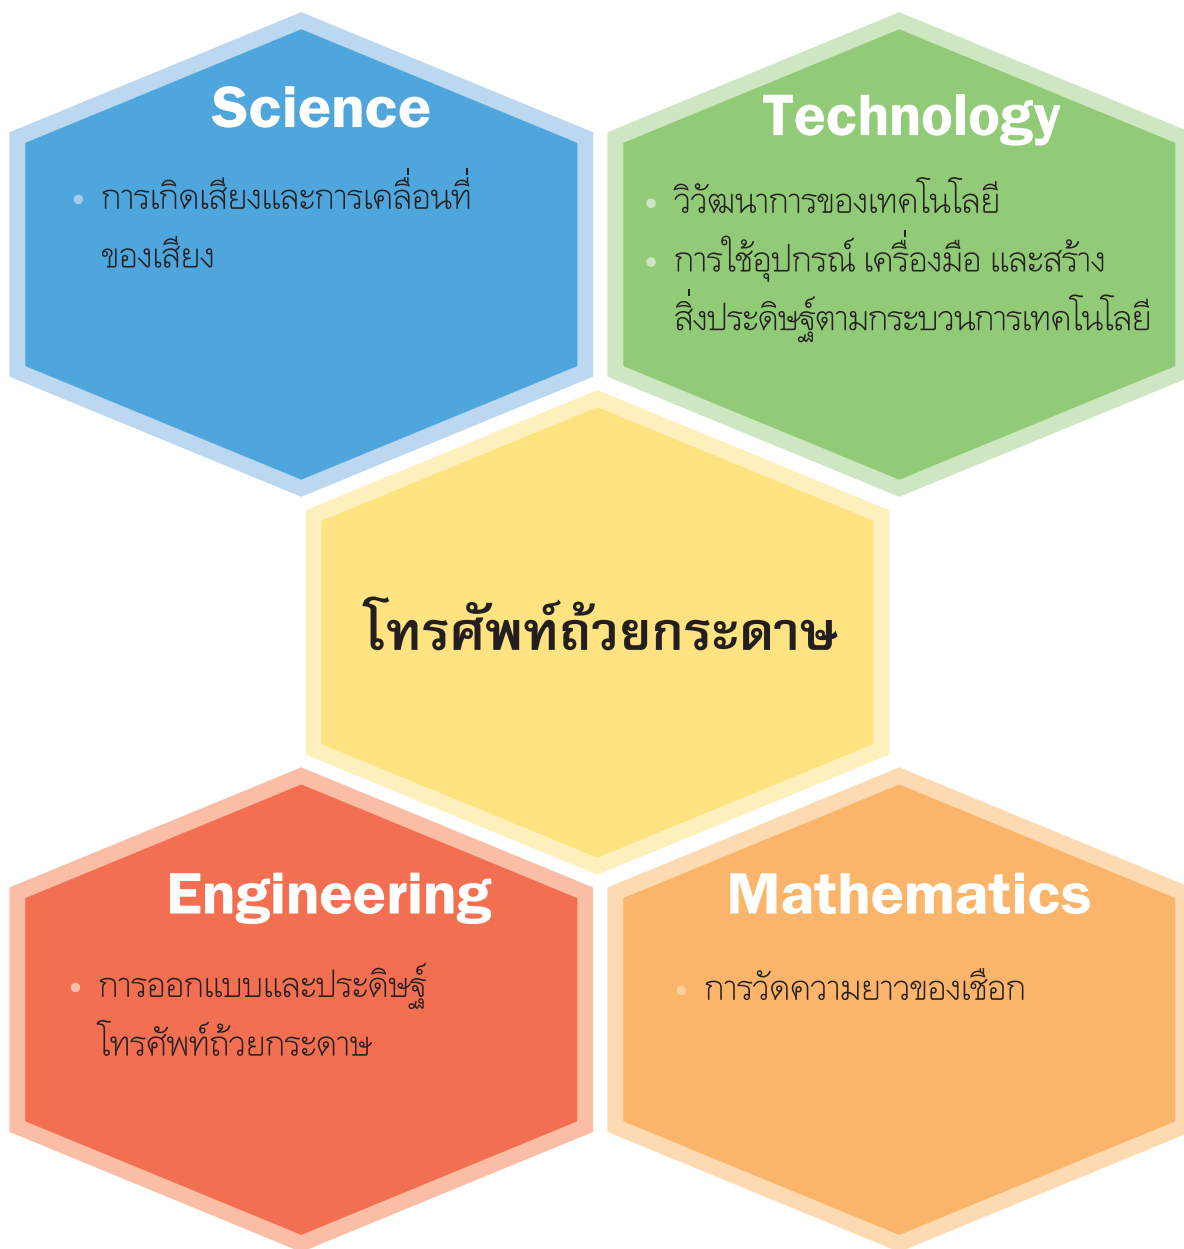 Science
• การเกิดเสียงและการเคลื่อนที่
ของเสียง
Technology
• วิวัฒนาการของเทคโนโลยี
• การใช้อุปกรณ์ เครื่องมือ และสร้าง
สิ่งประดิษฐ์ตามกระบวนการเทคโนโลยี
โทรศัพท์ถ้วยกระดาษ
Engineering
• การออกแบบและประดิษฐ์
โทรศัพท์ถ้วยกระดาษ
Mathematics
• การวัดความยาวของเชือก